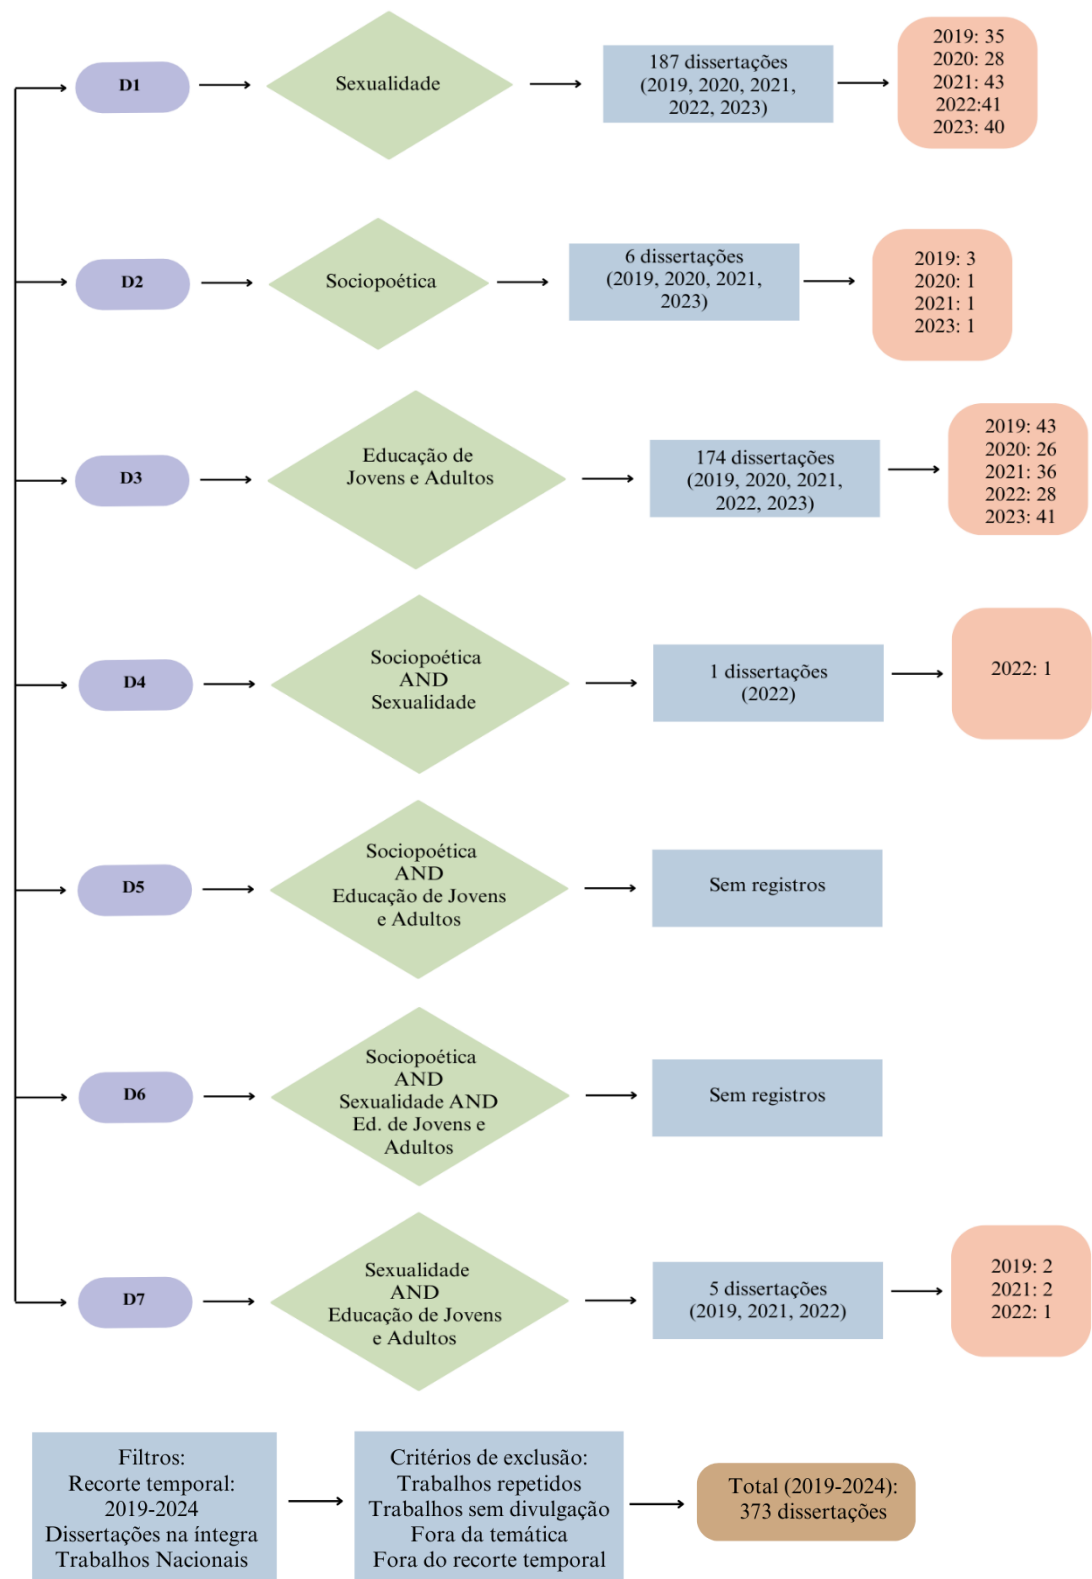 D1
Sexualidade
187 dissertações
(2019, 2020, 2021,
2022, 2023)
2019: 35
2020: 28
2021: 43
2022:41
2023: 40
D2
Sociopoética
6 dissertações
(2019, 2020, 2021,
2023)
2019: 3
2020: 1
2021: 1
2023: 1
D3
Educação de
Jovens e Adultos
174 dissertações
(2019, 2020, 2021,
2022, 2023)
2019: 43
2020: 26
2021: 36
2022: 28
2023: 41
D4
Sociopoética
AND
Sexualidade
1 dissertações
(2022)
2022: 1
D5
Sociopoética
AND
Educação de Jovens
e Adultos
Sem registros
D6
Sociopoética
AND
Sexualidade AND
Ed. de Jovens e
Adultos
Sem registros
D7
Sexualidade
AND
Educação de Jovens
e Adultos
5 dissertações
(2019, 2021, 2022)
2019: 2
2021: 2
2022: 1
Filtros:
Recorte temporal:
2019-2024
Dissertações na íntegra
Trabalhos Nacionais
Critérios de exclusão:
Trabalhos repetidos
Trabalhos sem divulgação
Fora da temática
Fora do recorte temporal
Total (2019-2024):
373 dissertações